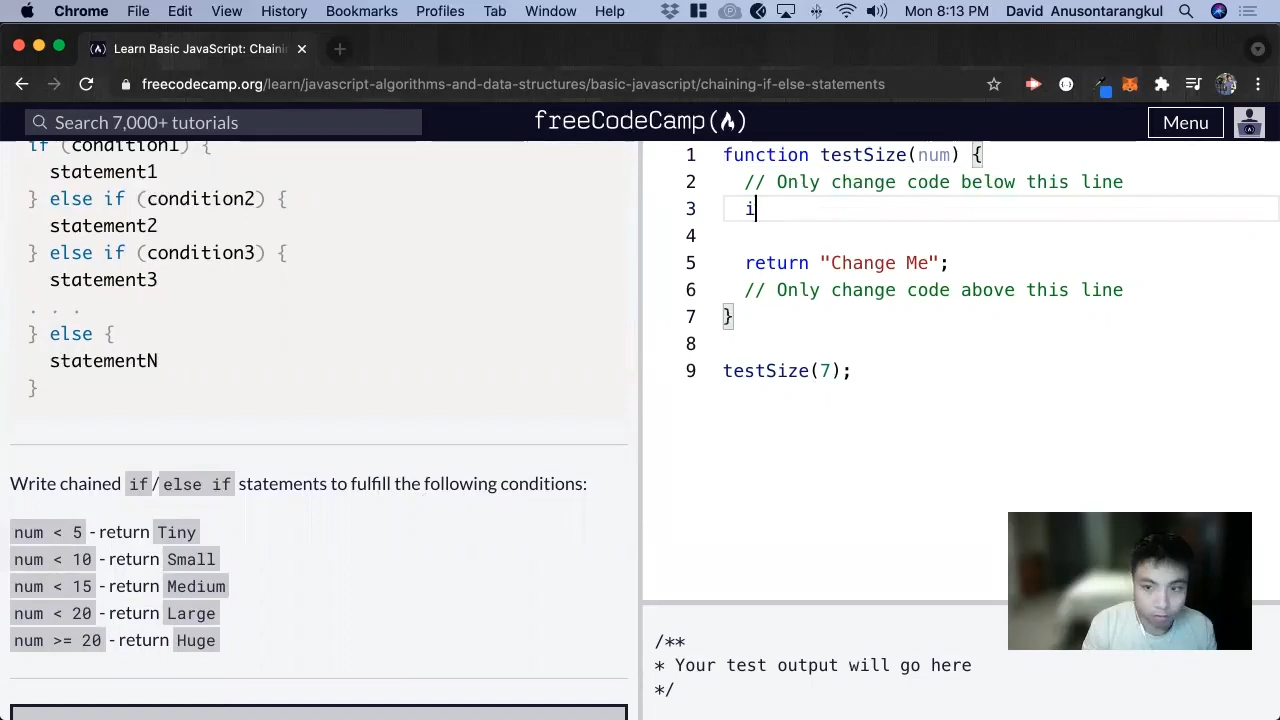 Chrome File Edit View History Bookmarks Profiles Tab Window Help Mon 8:13 PM David Anusontarangkul
Learn Basic JavaScript: Chaini
freecodecamp.org/learn/javascript-algorithms-and-data-structures/basic-javascript/chaining-if-else-statements
Search 7,000+ tutorials
freeCodeCamp
Menu
if (condition1) {
statement1
} else if (condition2) {
statement2
} else if (condition3) {
statement3
. . .
} else {
statementN
}
Write chained if/else if statements to fulfill the following conditions:
num < 5 - return Tiny
num < 10 - return Small
num < 15 - return Medium
num < 20 - return Large
num >= 20 - return Huge
1 function testSize(num) {
2 // Only change code below this line
3 i
4
5 return "Change Me";
6 // Only change code above this line
7 }
8
9 testSize(7);
/**
* Your test output will go here
*/